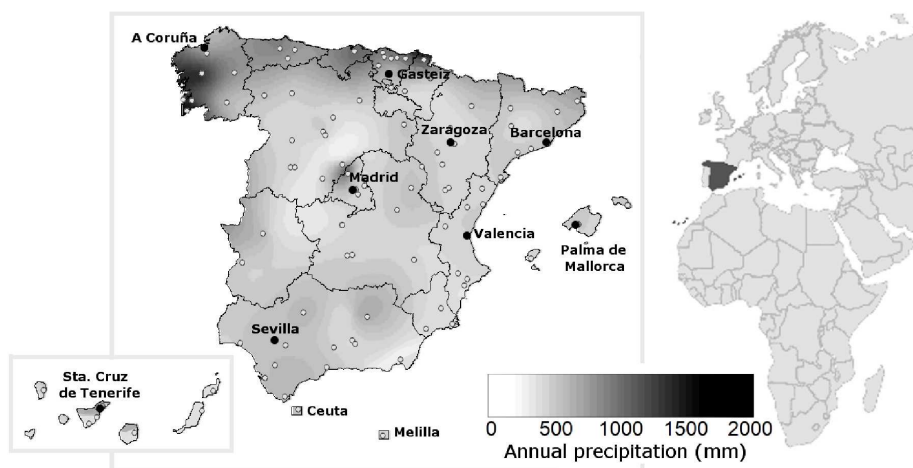 A Coruña
Gasteiz
Zaragoza
Barcelona
Madrid
Valencia
Palma de
Mallorca
Sevilla
Sta. Cruz
de Tenerife
Ceuta
Melilla
0 500 1000 1500 2000
Annual precipitation (mm)